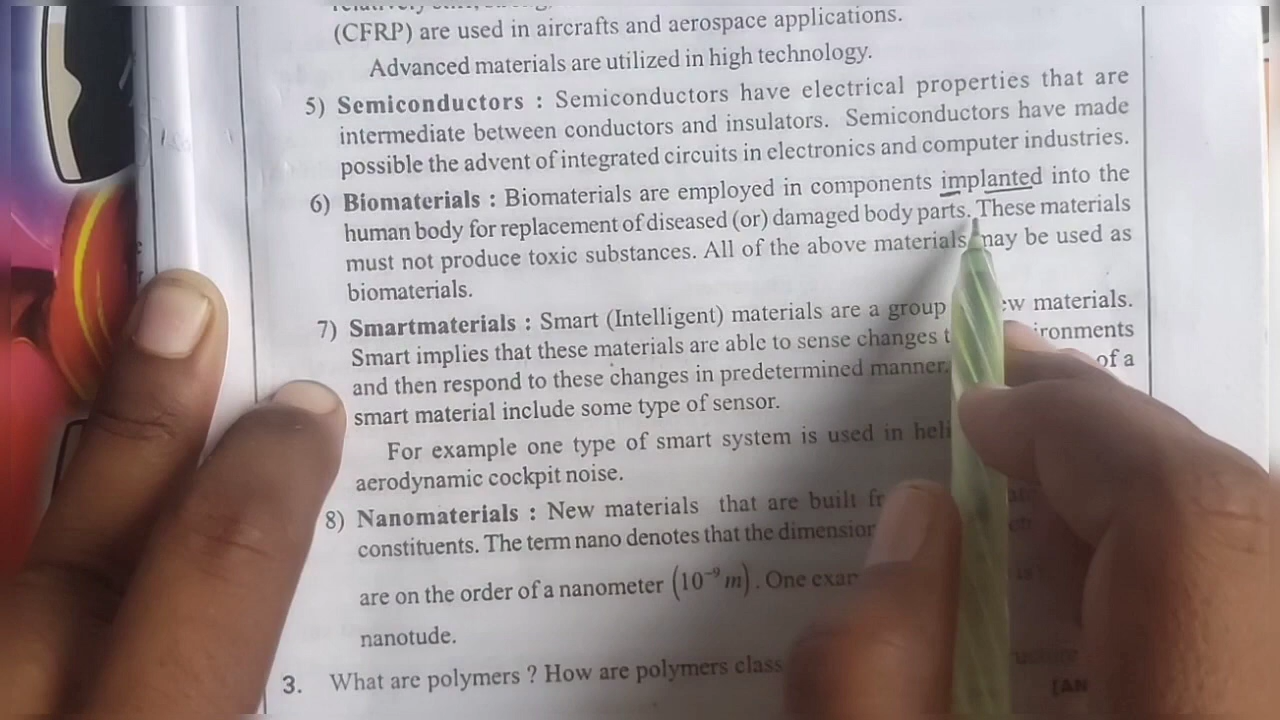 (CFRP) are used in aircrafts and aerospace applications.
Advanced materials are utilized in high technology.
5) Semiconductors : Semiconductors have electrical properties that are
intermediate between conductors and insulators. Semiconductors have made
possible the advent of integrated circuits in electronics and computer industries.
6) Biomaterials : Biomaterials are employed in components implanted into the
human body for replacement of diseased (or) damaged body parts. These materials
must not produce toxic substances. All of the above materials may be used as
biomaterials.
7) Smartmaterials : Smart (Intelligent) materials are a group materials.
Smart implies that these materials are able to sense changes
and then respond to these changes in predetermined manner. of a
smart material include some type of sensor.
For example one type of smart system is used in
aerodynamic cockpit noise.
8) Nanomaterials : New materials that are built
constituents. The term nano denotes that the dimension
are on the order of a nanometer (10⁻⁹ m). One
nanotude.
3. What are polymers ? How are polymers class
[AN